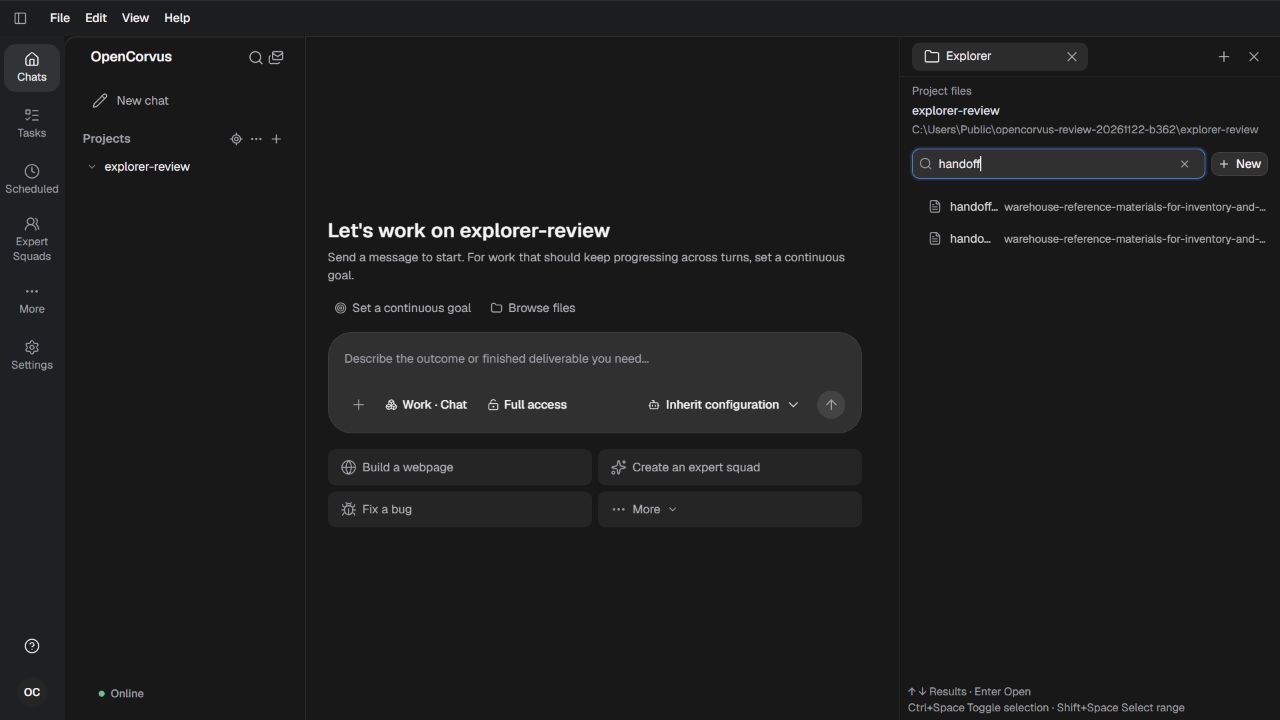 File Edit View Help
Chats
Tasks
Scheduled
Expert
Squads
More
Settings
OC
OpenCorvus
New chat
Projects
explorer-review
Online
Let's work on explorer-review
Send a message to start. For work that should keep progressing across turns, set a continuous
goal.
Set a continuous goal Browse files
Describe the outcome or finished deliverable you need...
Work · Chat Full access Inherit configuration
Build a webpage Create an expert squad
Fix a bug More
Explorer
Project files
explorer-review
C:\Users\Public\opencorvus-review-20261122-b362\explorer-review
handoff New
handoff... warehouse-reference-materials-for-inventory-and-...
hando... warehouse-reference-materials-for-inventory-and-...
↑↓ Results · Enter Open
Ctrl+Space Toggle selection · Shift+Space Select range